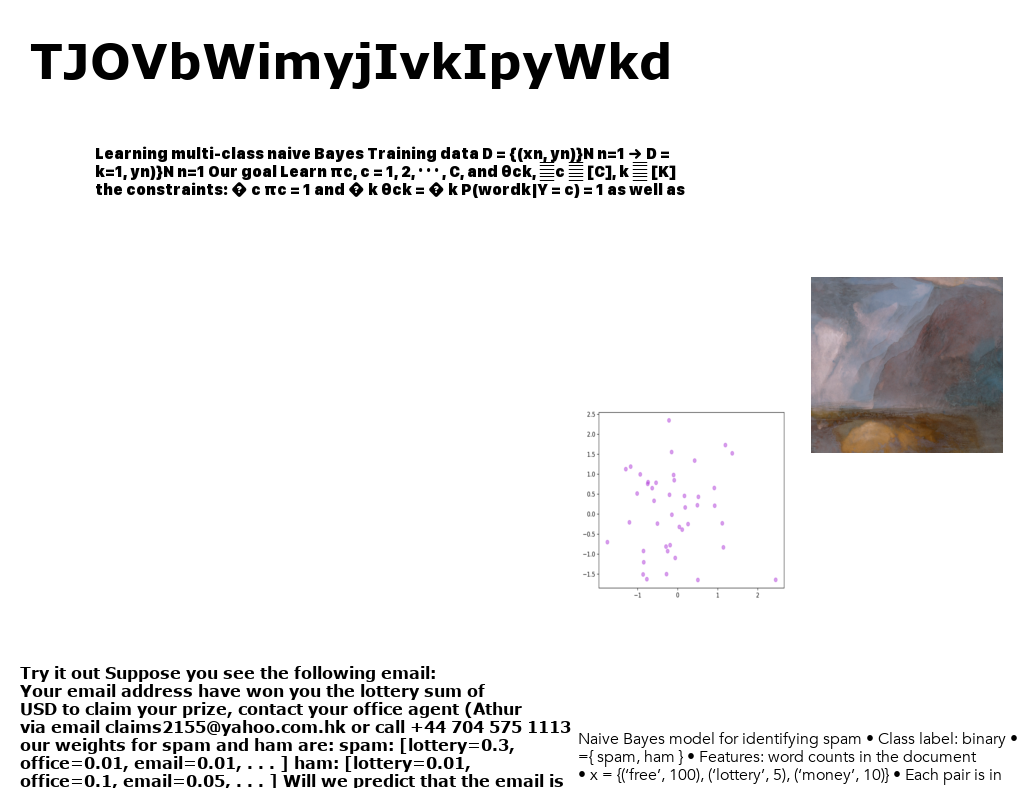 TJOVbWimyjIvkIpyWkd
Learning multi-class naive Bayes Training data D = {(xn, yn)}N n=1 → D =
k=1, yn)}N n=1 Our goal Learn πc, c = 1, 2, · · · , C, and θck, c [C], k [K]
the constraints: � c πc = 1 and � k θck = � k P(wordk|Y = c) = 1 as well as
2.5
2.0
1.5
1.0
0.5
0.0
−0.5
−1.0
−1.5
−1 0 1 2
Try it out Suppose you see the following email:
Your email address have won you the lottery sum of
USD to claim your prize, contact your office agent (Athur
via email claims2155@yahoo.com.hk or call +44 704 575 1113
our weights for spam and ham are: spam: [lottery=0.3,
office=0.01, email=0.01, . . . ] ham: [lottery=0.01,
office=0.1, email=0.05, . . . ] Will we predict that the email is
Naive Bayes model for identifying spam • Class label: binary •
={ spam, ham } • Features: word counts in the document
• x = {(‘free’, 100), (‘lottery’, 5), (‘money’, 10)} • Each pair is in